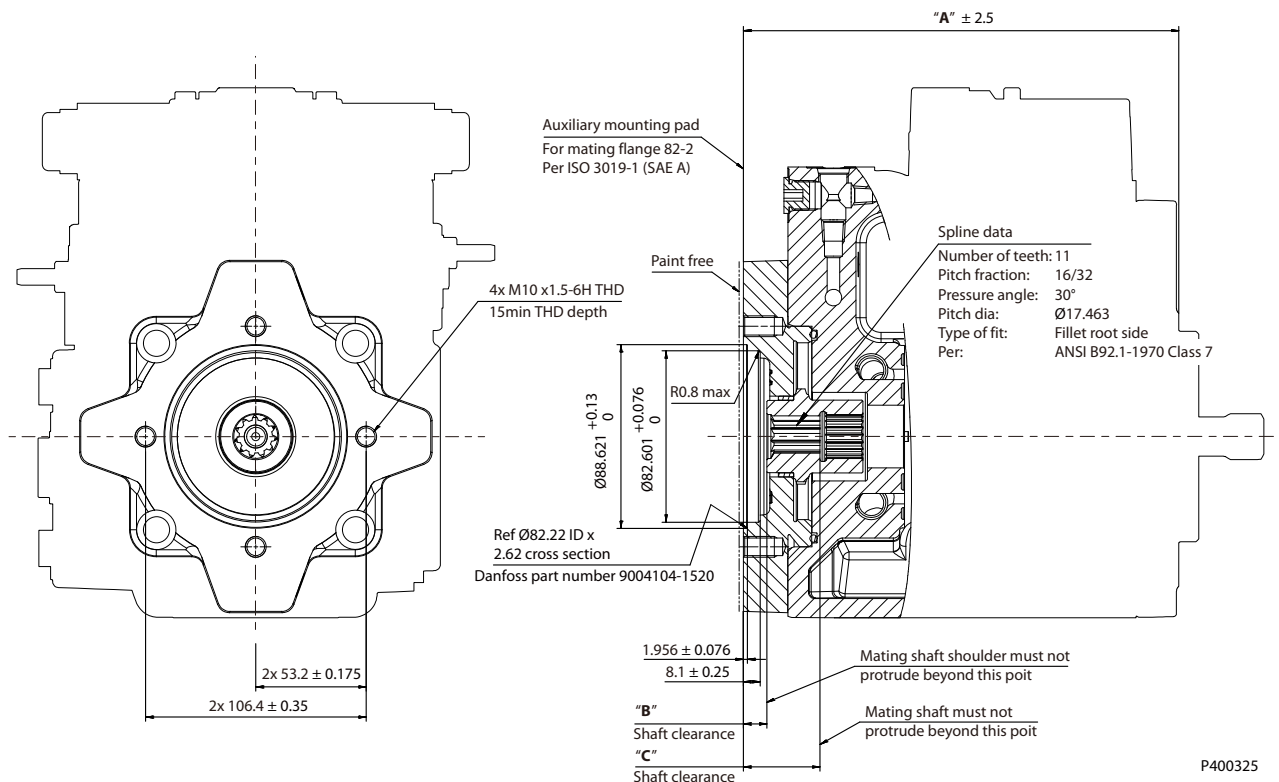 "A" ± 2.5
Auxiliary mounting pad
For mating flange 82-2
Per ISO 3019-1 (SAE A)
Paint free
4x M10 x1.5-6H THD
15min THD depth
Spline data
Number of teeth: 11
Pitch fraction: 16/32
Pressure angle: 30°
Pitch dia: Ø17.463
Type of fit: Fillet root side
Per: ANSI B92.1-1970 Class 7
R0.8 max
Ø88.621 +0.13 0
Ø82.601 +0.076 0
Ref Ø82.22 ID x
2.62 cross section
Danfoss part number 9004104-1520
2x 53.2 ± 0.175
2x 106.4 ± 0.35
1.956 ± 0.076
8.1 ± 0.25
"B"
Shaft clearance
"C"
Shaft clearance
Mating shaft shoulder must not
protrude beyond this poit
Mating shaft must not
protrude beyond this poit
P400325